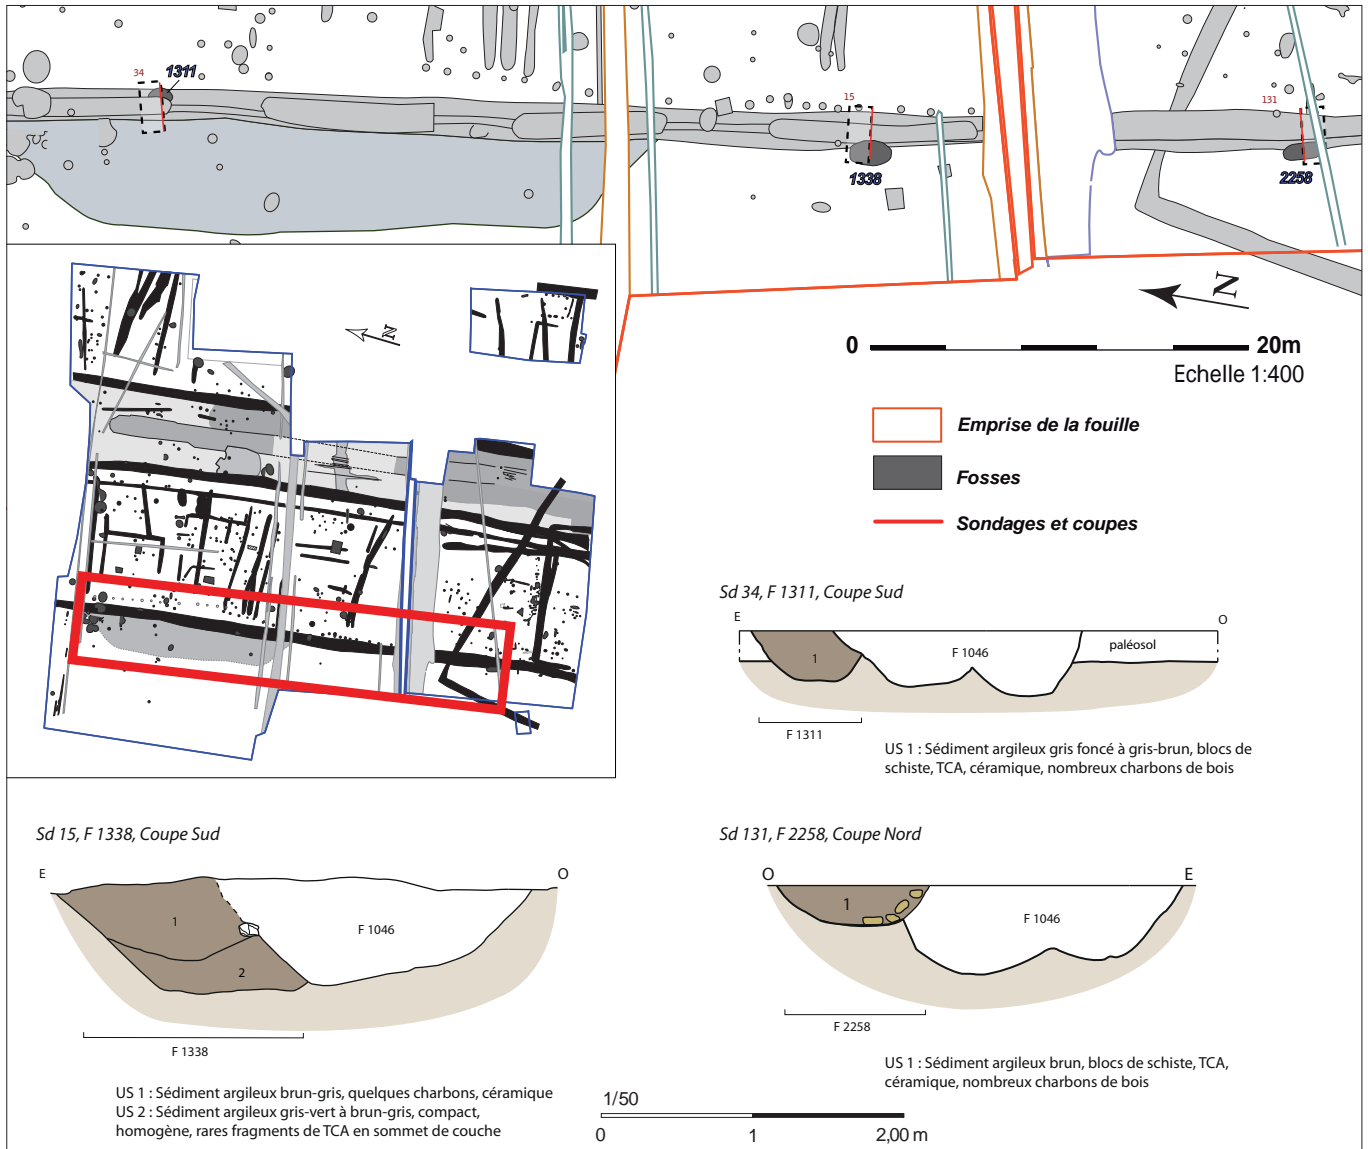 34
1311
15
1338
131
2258
N
N
0 20m
Echelle 1:400
Emprise de la fouille
Fosses
Sondages et coupes
Sd 34, F 1311, Coupe Sud
E O
1 F 1046 paléosol
F 1311
US 1 : Sédiment argileux gris foncé à gris-brun, blocs de
schiste, TCA, céramique, nombreux charbons de bois
Sd 15, F 1338, Coupe Sud
E O
1 F 1046
2
F 1338
US 1 : Sédiment argileux brun-gris, quelques charbons, céramique
US 2 : Sédiment argileux gris-vert à brun-gris, compact,
homogène, rares fragments de TCA en sommet de couche
Sd 131, F 2258, Coupe Nord
O E
1 F 1046
F 2258
US 1 : Sédiment argileux brun, blocs de schiste, TCA,
céramique, nombreux charbons de bois
1/50
0 1 2,00 m